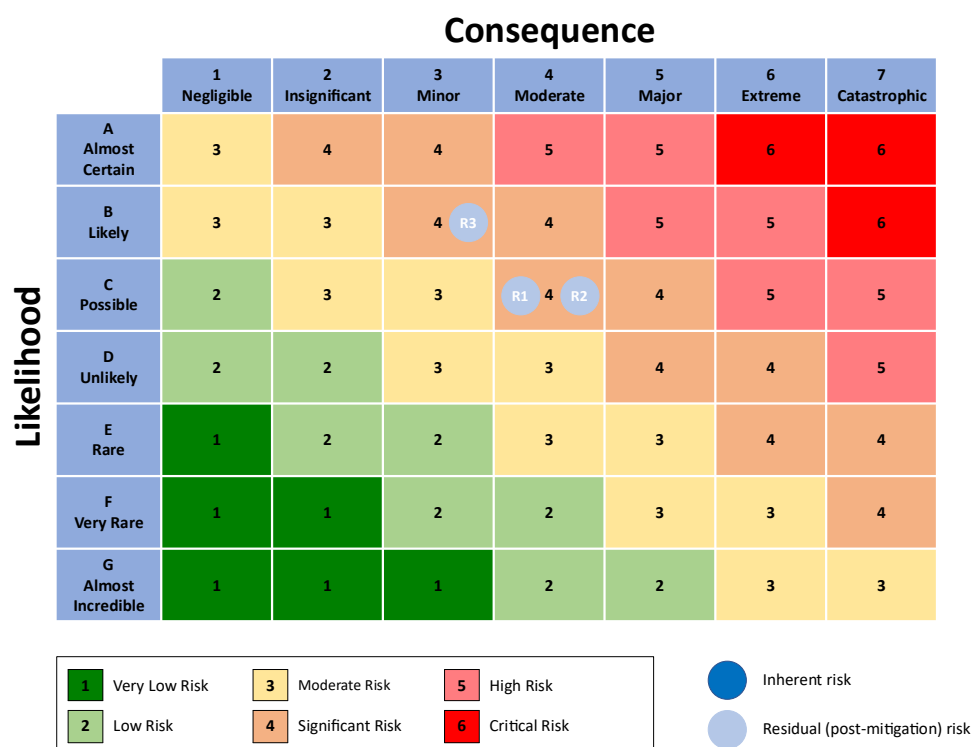 Consequence
1 2 3 4 5 6 7
Negligible Insignificant Minor Moderate Major Extreme Catastrophic
Likelihood
A
Almost
Certain
3 4 4 5 5 6 6
B
Likely
3 3 4 R3 4 5 5 6
C
Possible
2 3 3 R1 4 R2 4 5 5
D
Unlikely
2 2 3 3 4 4 5
E
Rare
1 2 2 3 3 4 4
F
Very Rare
1 1 2 2 3 3 4
G
Almost
Incredible
1 1 1 2 2 3 3
1 Very Low Risk 3 Moderate Risk 5 High Risk
2 Low Risk 4 Significant Risk 6 Critical Risk
Inherent risk
Residual (post-mitigation) risk